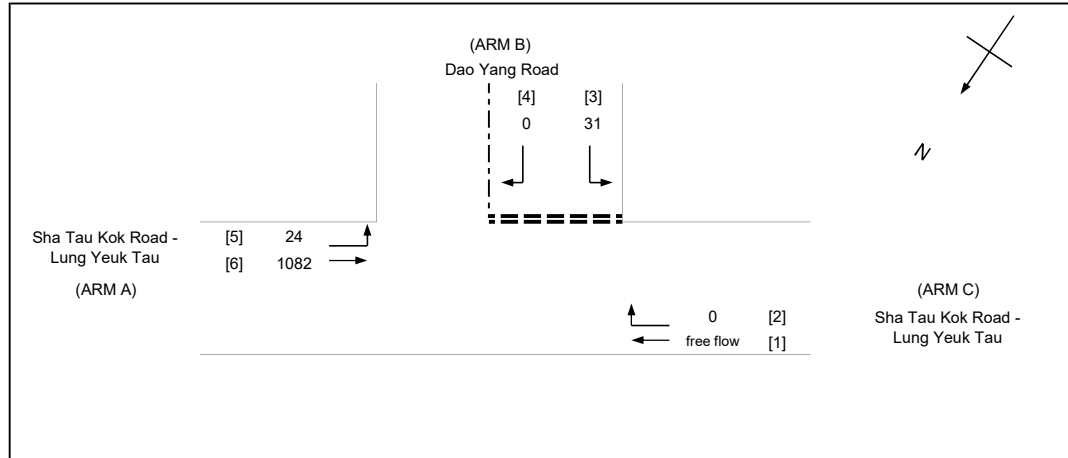 (ARM B)
Dao Yang Road
[4] [3]
0 31
N
Sha Tau Kok Road -
Lung Yeuk Tau
(ARM A)
[5] 24
[6] 1082
(ARM C)
Sha Tau Kok Road -
Lung Yeuk Tau
0 [2]
free flow [1]